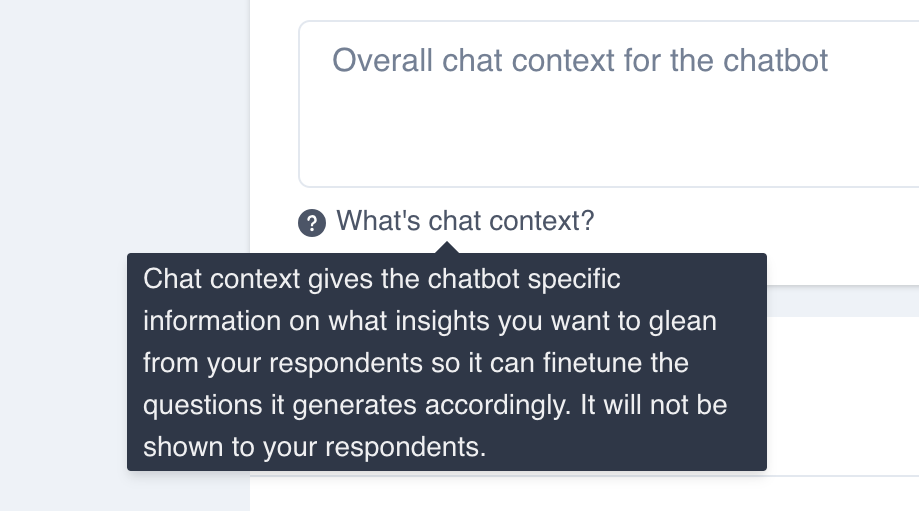 Overall chat context for the chatbot
? What's chat context?
Chat context gives the chatbot specific
information on what insights you want to glean
from your respondents so it can finetune the
questions it generates accordingly. It will not be
shown to your respondents.